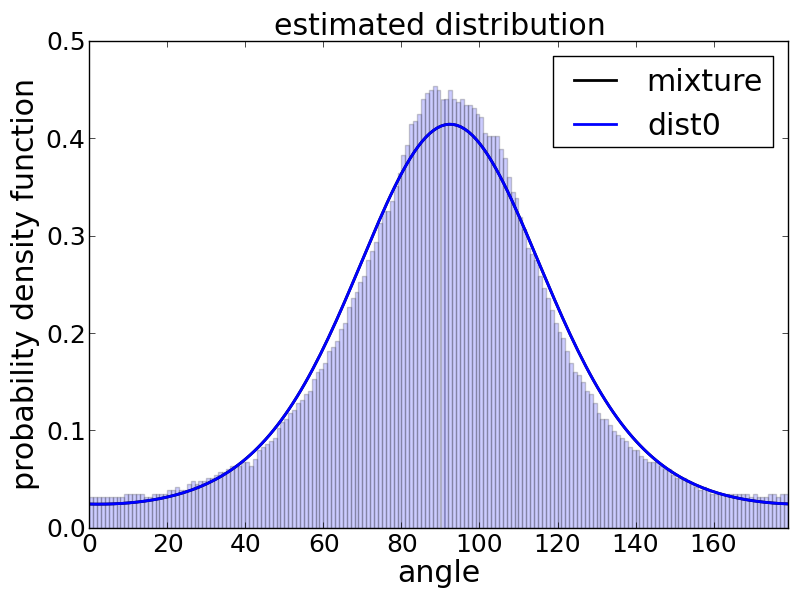 estimated distribution
probability density function
0.5
0.4
0.3
0.2
0.1
0.0
mixture
dist0
0 20 40 60 80 100 120 140 160
angle